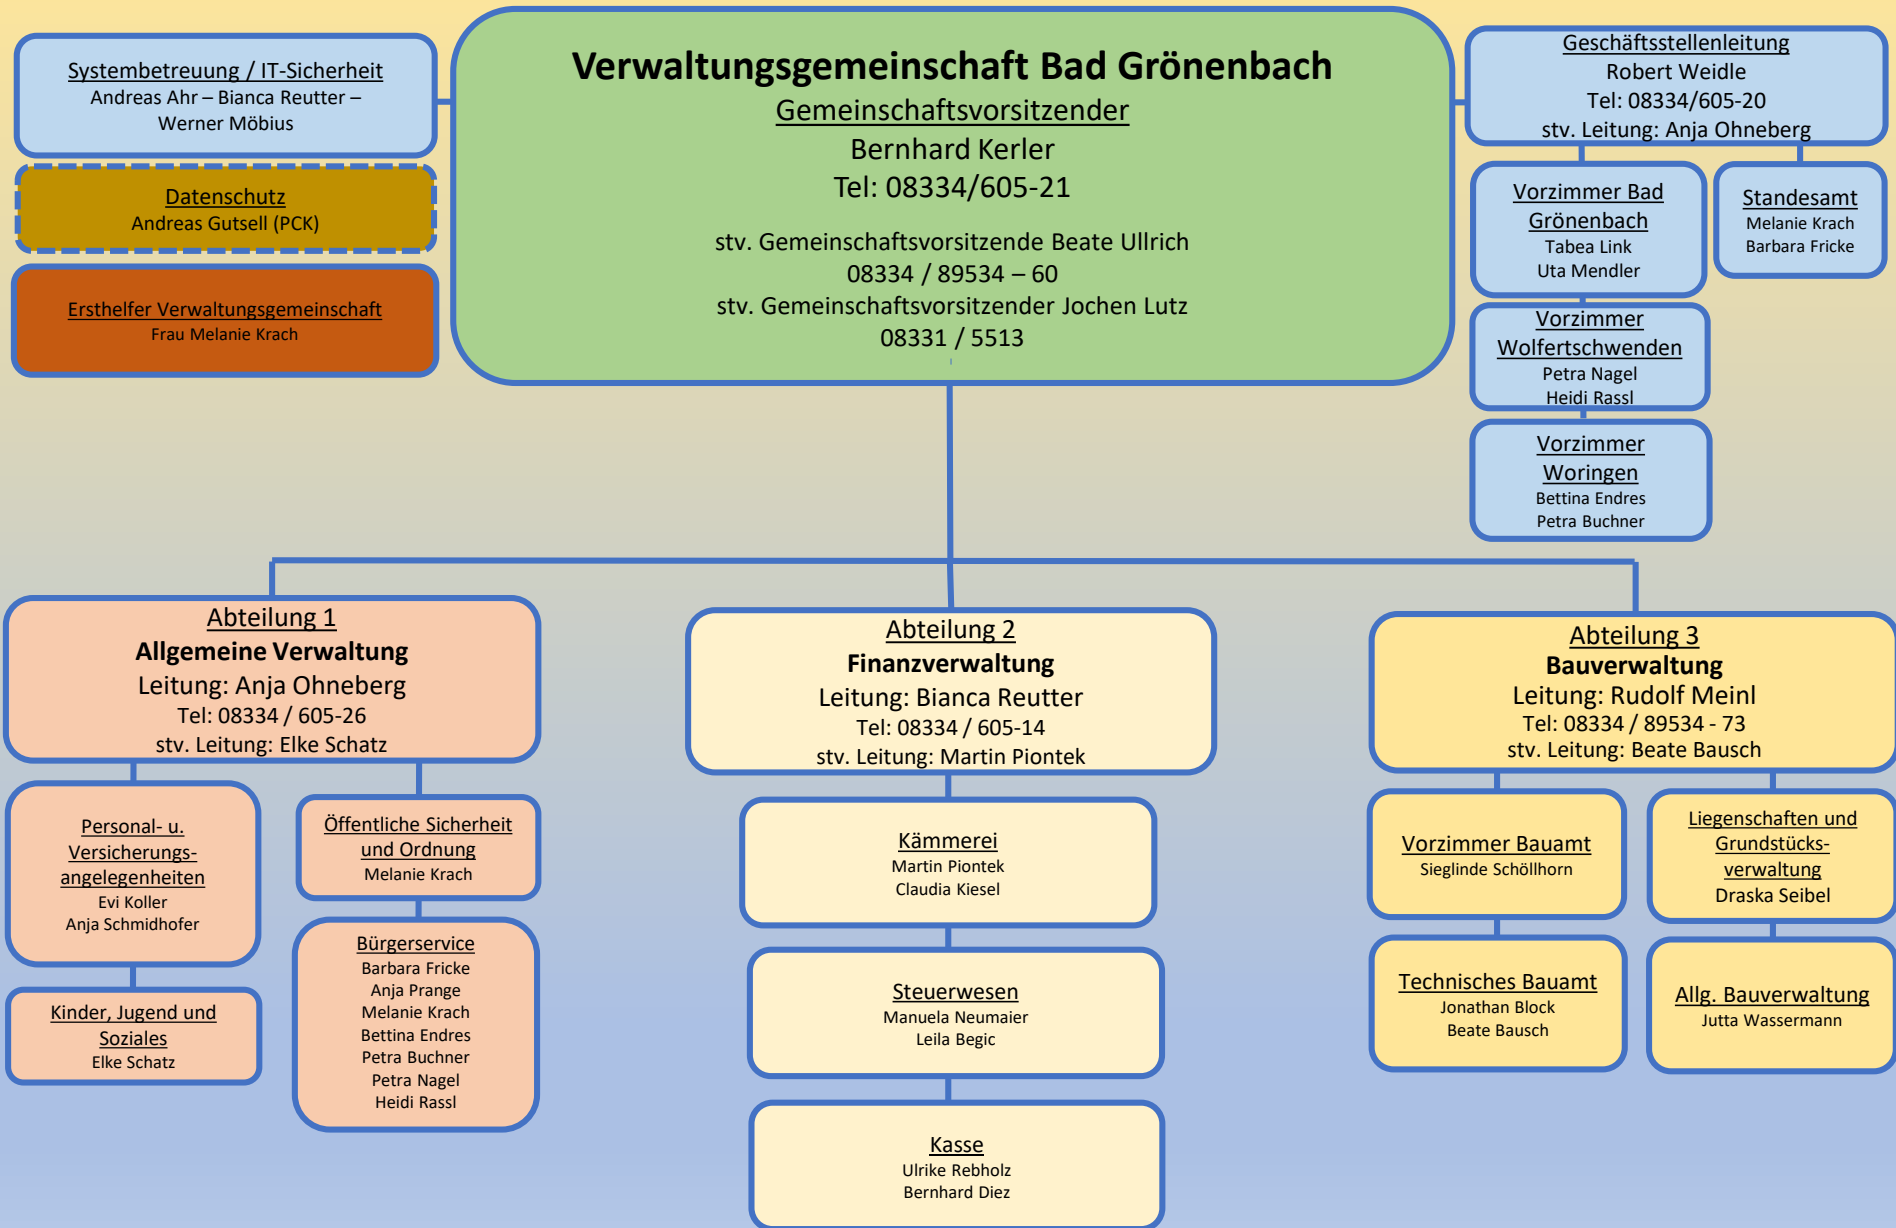 Systembetreuung / IT-Sicherheit
Andreas Ahr – Bianca Reutter –
Werner Möbius
Datenschutz
Andreas Gutsell (PCK)
Ersthelfer Verwaltungsgemeinschaft
Frau Melanie Krach
Verwaltungsgemeinschaft Bad Grönenbach
Gemeinschaftsvorsitzender
Bernhard Kerler
Tel: 08334/605-21
stv. Gemeinschaftsvorsitzende Beate Ullrich
08334 / 89534 – 60
stv. Gemeinschaftsvorsitzender Jochen Lutz
08331 / 5513
Geschäftsstellenleitung
Robert Weidle
Tel: 08334/605-20
stv. Leitung: Anja Ohneberg
Vorzimmer Bad
Grönenbach
Tabea Link
Uta Mendler
Standesamt
Melanie Krach
Barbara Fricke
Vorzimmer
Wolfertschwenden
Petra Nagel
Heidi Rassl
Vorzimmer
Woringen
Bettina Endres
Petra Buchner
Abteilung 1
Allgemeine Verwaltung
Leitung: Anja Ohneberg
Tel: 08334 / 605-26
stv. Leitung: Elke Schatz
Personal- u.
Versicherungs-
angelegenheiten
Evi Koller
Anja Schmidhofer
Kinder, Jugend und
Soziales
Elke Schatz
Öffentliche Sicherheit
und Ordnung
Melanie Krach
Bürgerservice
Barbara Fricke
Anja Prange
Melanie Krach
Bettina Endres
Petra Buchner
Petra Nagel
Heidi Rassl
Abteilung 2
Finanzverwaltung
Leitung: Bianca Reutter
Tel: 08334 / 605-14
stv. Leitung: Martin Piontek
Kämmerei
Martin Piontek
Claudia Kiesel
Steuerwesen
Manuela Neumaier
Leila Begic
Kasse
Ulrike Rebholz
Bernhard Diez
Abteilung 3
Bauverwaltung
Leitung: Rudolf Meinl
Tel: 08334 / 89534 - 73
stv. Leitung: Beate Bausch
Vorzimmer Bauamt
Sieglinde Schöllhorn
Technisches Bauamt
Jonathan Block
Beate Bausch
Liegenschaften und
Grundstücks-
verwaltung
Draska Seibel
Allg. Bauverwaltung
Jutta Wassermann